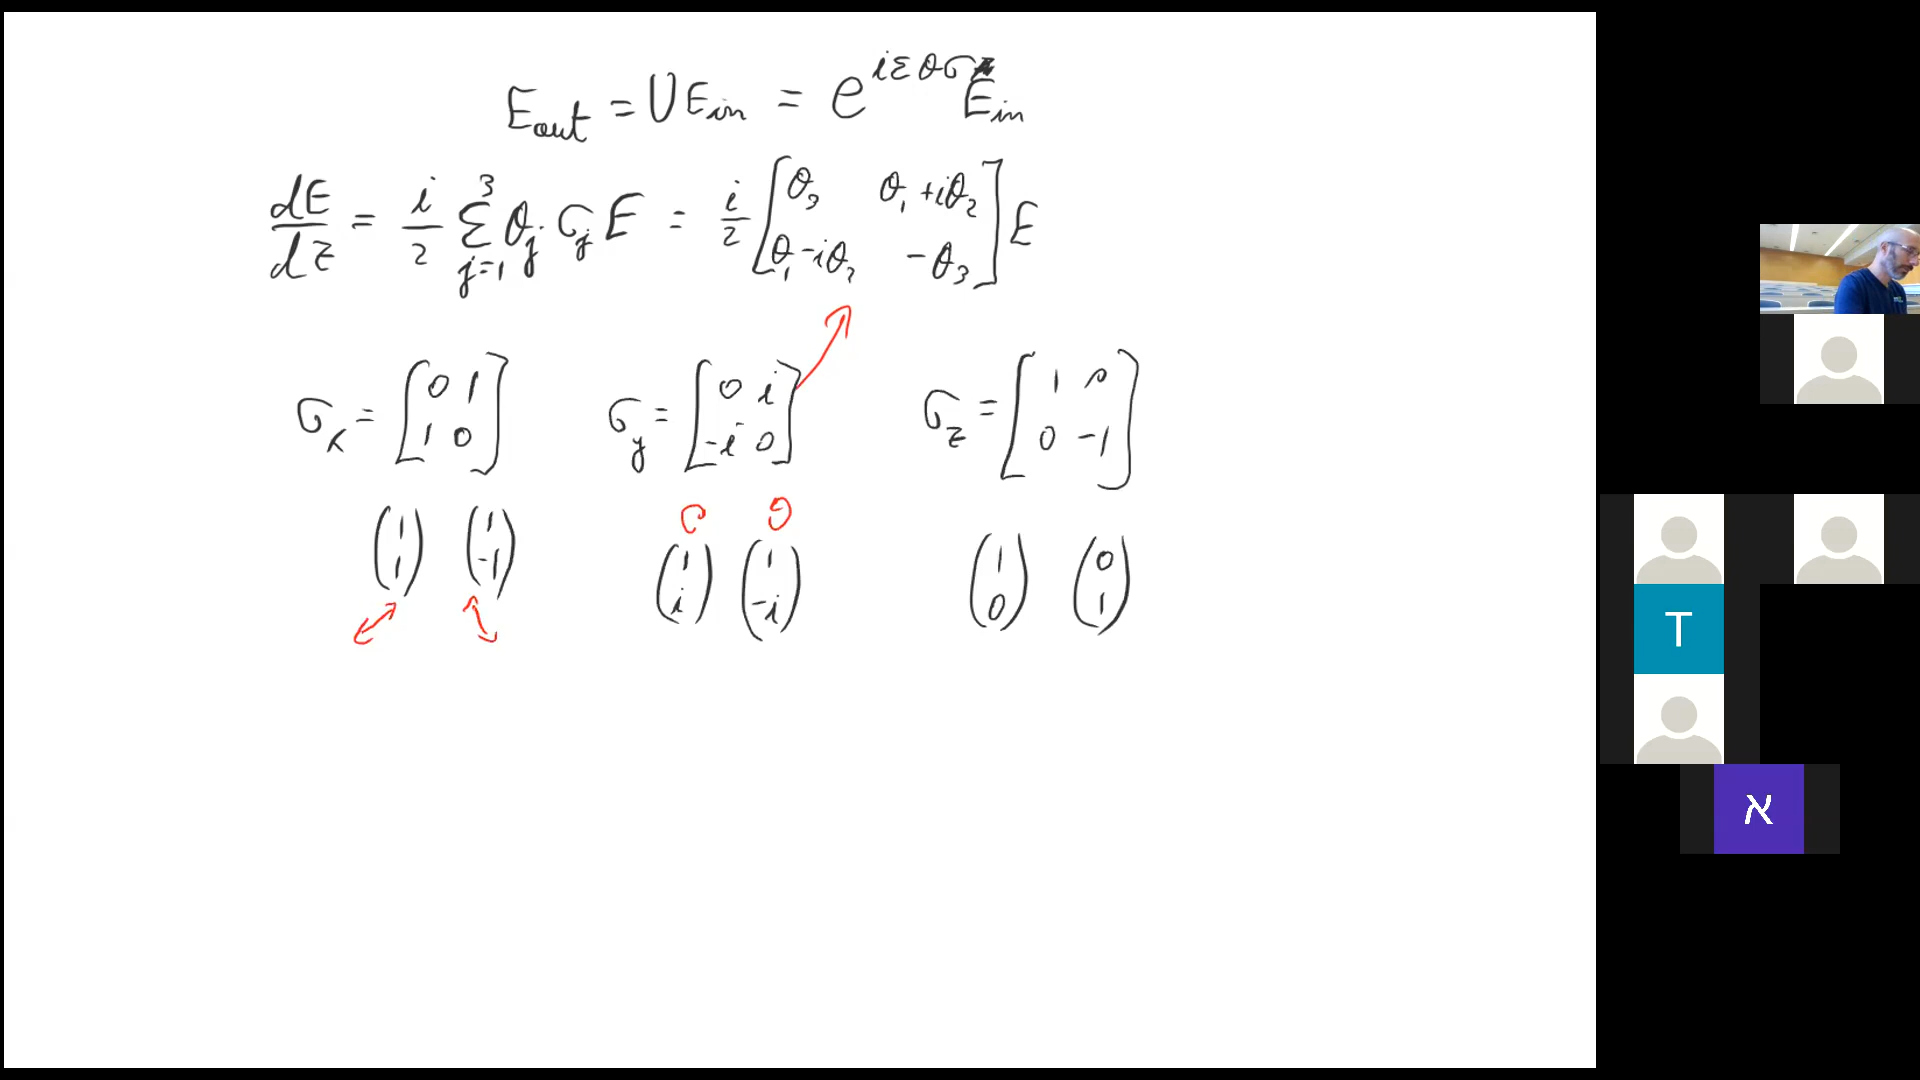 E_out = U E_in = e^{iΣθσ} E_in
dE/dz = i/2 Σ_{j=1}^{3} θ_j σ_j E = i/2 [θ_3 θ_1+iθ_2; θ_1-iθ_2 -θ_3] E
σ_x = [0 1; 1 0] σ_y = [0 i; -i 0] σ_z = [1 0; 0 -1]
(1; 1) (1; -1) (1; i) (1; -i) (1; 0) (0; 1)
T
א